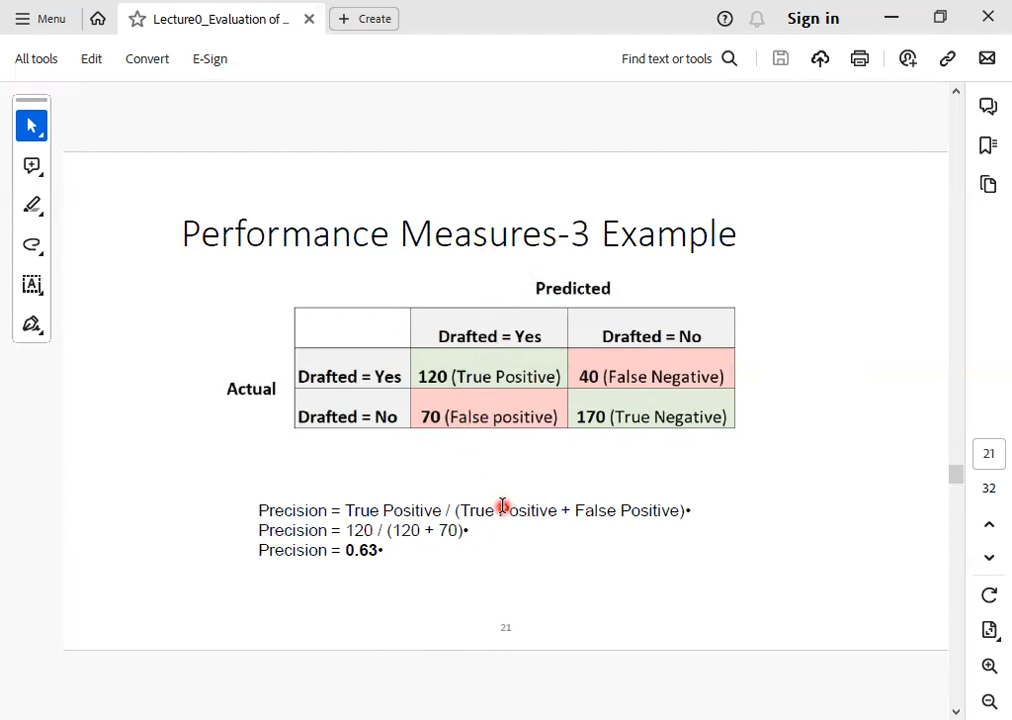 Menu
Lecture0_Evaluation of ...
Create
Sign in
All tools
Edit
Convert
E-Sign
Find text or tools
Performance Measures-3 Example
Predicted
Drafted = Yes
Drafted = No
Actual
Drafted = Yes
120 (True Positive)
40 (False Negative)
Drafted = No
70 (False positive)
170 (True Negative)
Precision = True Positive / (True Positive + False Positive)•
Precision = 120 / (120 + 70)•
Precision = 0.63•
21
21
32